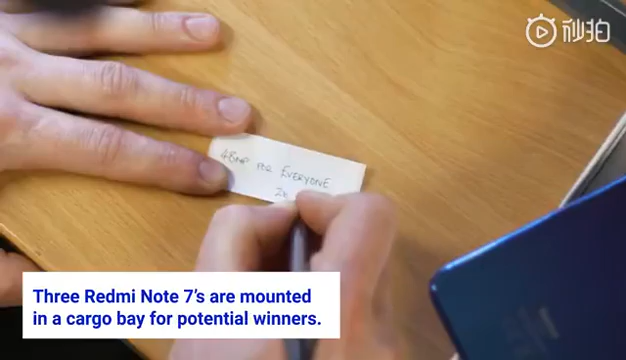 秒拍
48MP FOR EVERYONE
Three Redmi Note 7's are mounted
in a cargo bay for potential winners.